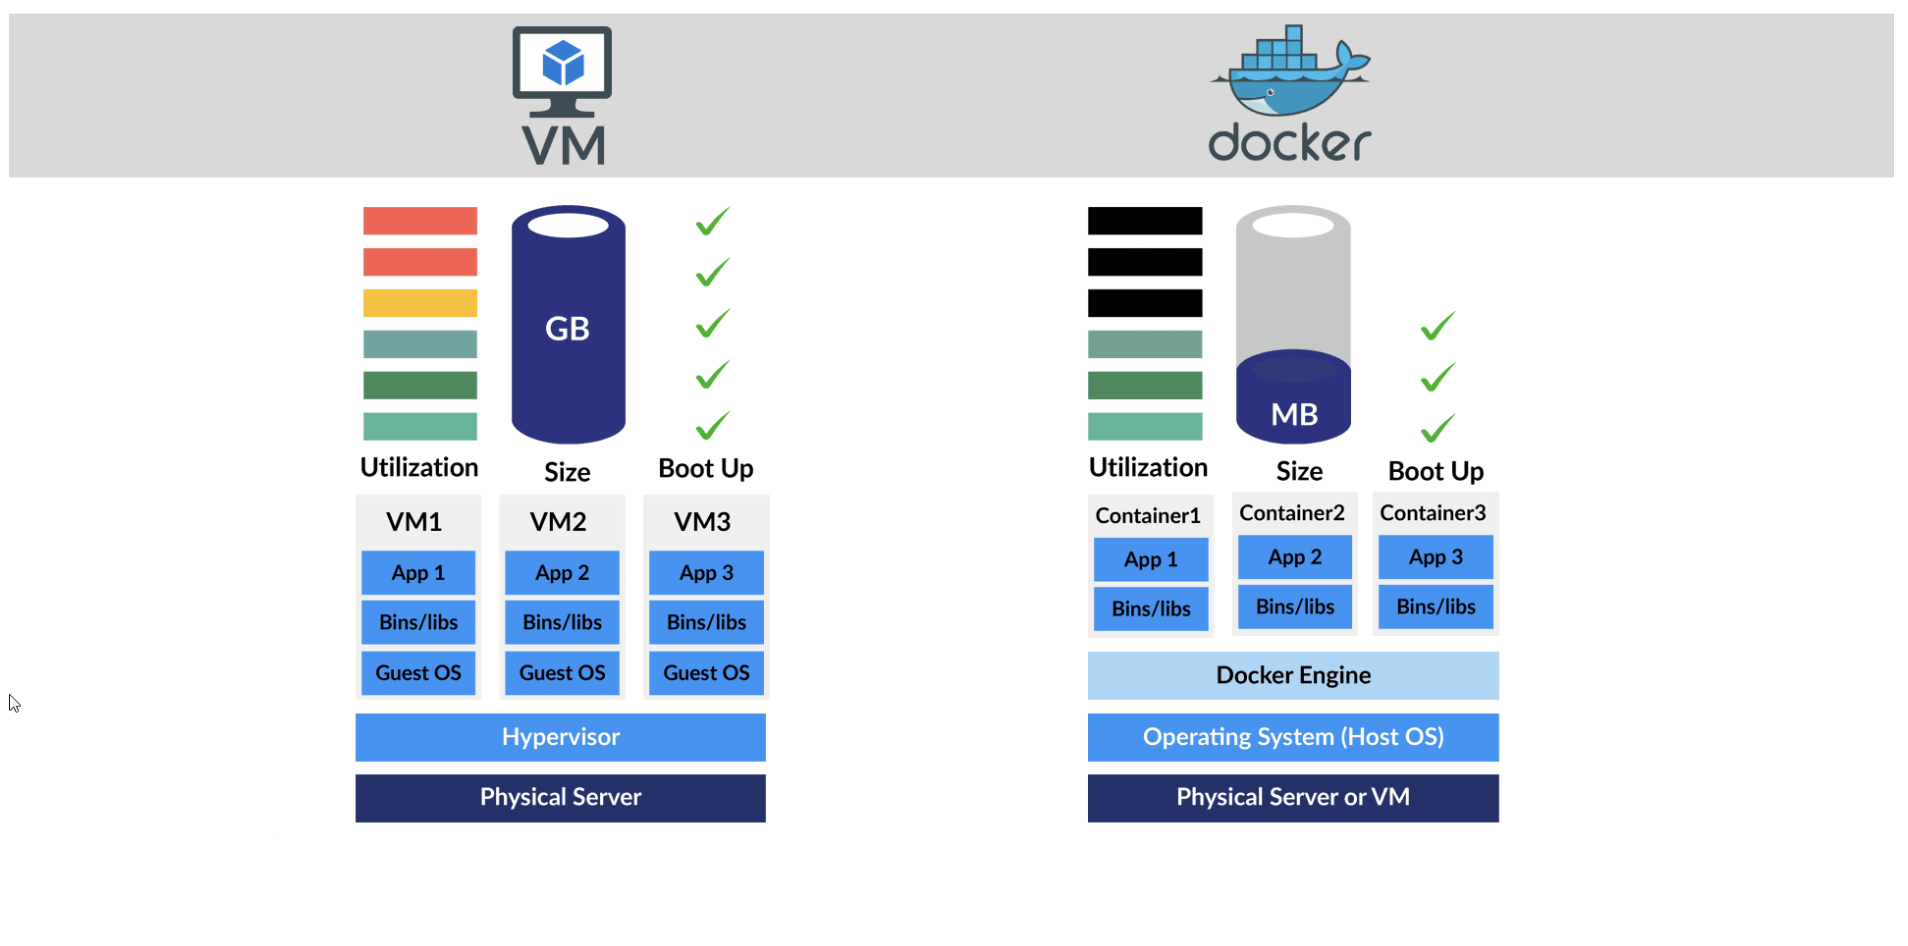 VM
docker
GB
MB
Utilization
Size
Boot Up
Utilization
Size
Boot Up
VM1
VM2
VM3
App 1
App 2
App 3
Bins/libs
Bins/libs
Bins/libs
Guest OS
Guest OS
Guest OS
Hypervisor
Physical Server
Container1
Container2
Container3
App 1
App 2
App 3
Bins/libs
Bins/libs
Bins/libs
Docker Engine
Operating System (Host OS)
Physical Server or VM